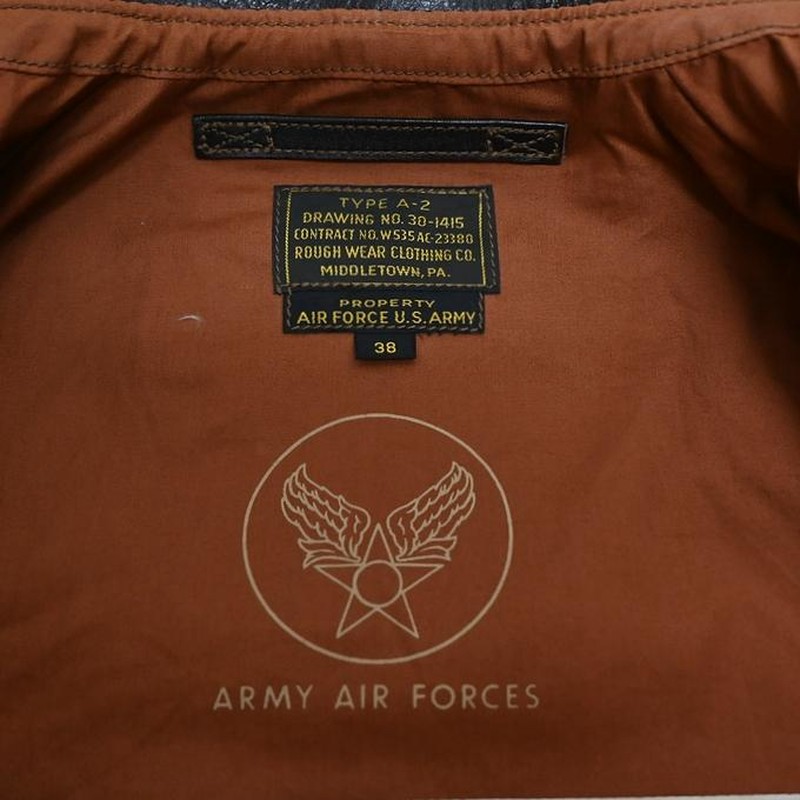 TYPE A-2
DRAWING NO. 30-1415
CONTRACT NO. W535 AC-23380
ROUGH WEAR CLOTHING CO.
MIDDLETOWN, PA.
PROPERTY
AIR FORCE U.S. ARMY
38
ARMY AIR FORCES